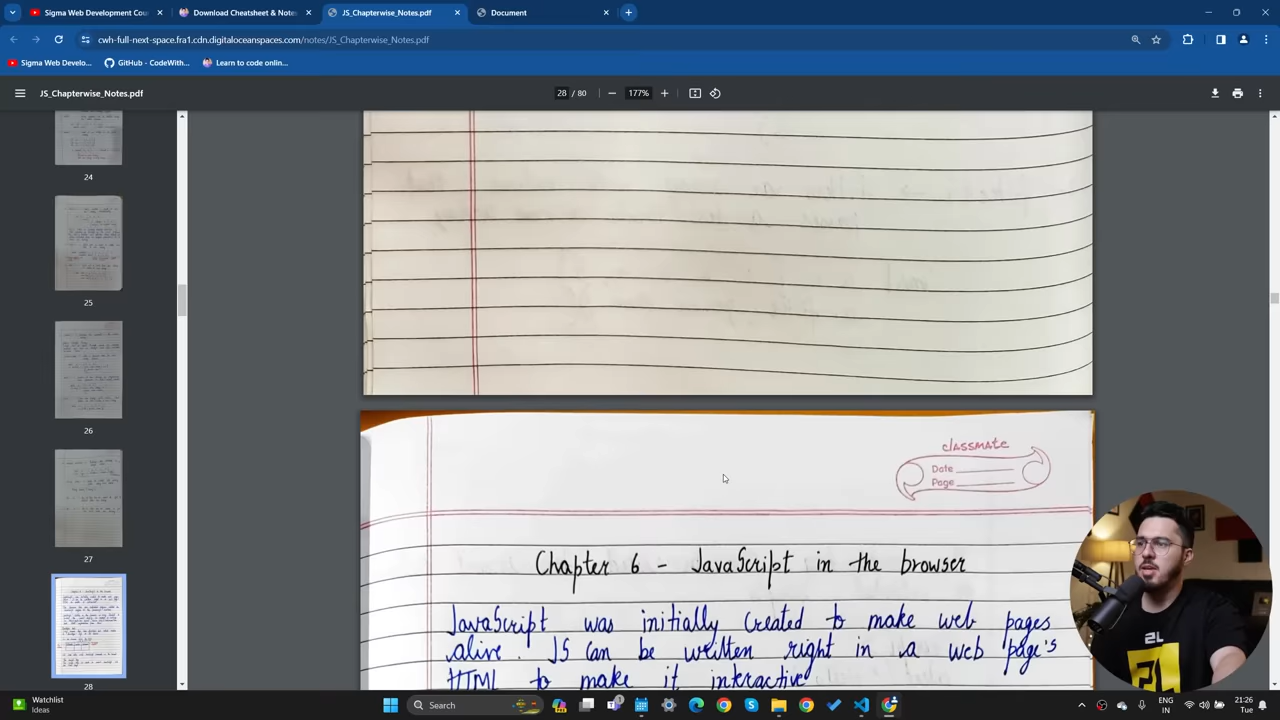 Sigma Web Development Cou
Download Cheatsheet & Notes
JS_Chapterwise_Notes.pdf
Document
cwh-full-next-space.fra1.cdn.digitaloceanspaces.com/notes/JS_Chapterwise_Notes.pdf
Sigma Web Develo...
GitHub - CodeWith...
Learn to code onlin...
JS_Chapterwise_Notes.pdf
28 / 80
177%
24
25
26
27
28
classmate
Date
Page
Chapter 6 - JavaScript in the browser
JavaScript was initially created to make web pages
alive. JS can be written right in a web page's
HTML to make it interactive
Watchlist
Ideas
Search
ENG
IN
21:26
Tue